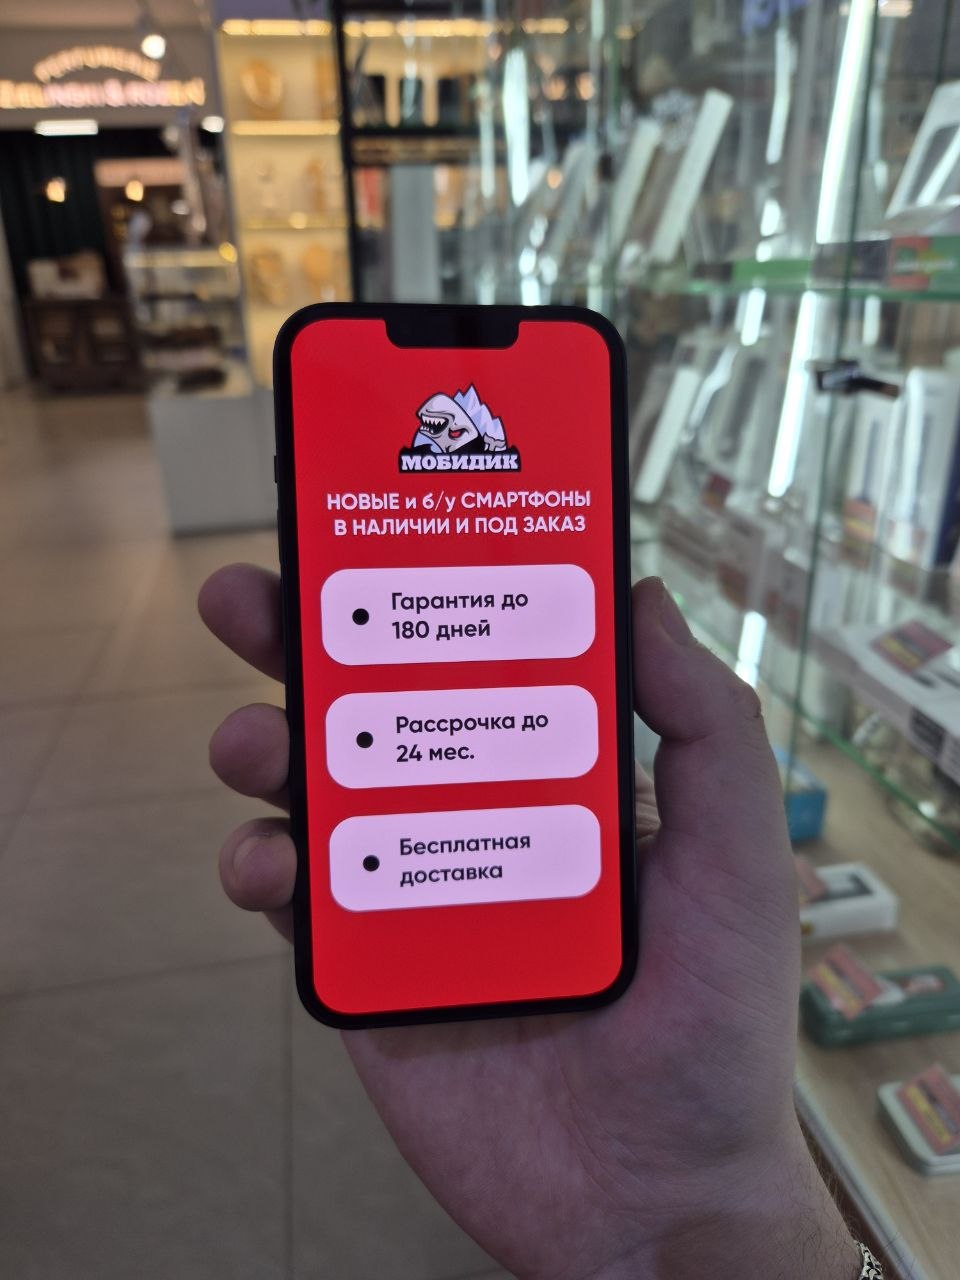 МОБИДИК
НОВЫЕ и б/у СМАРТФОНЫ
В НАЛИЧИИ И ПОД ЗАКАЗ
Гарантия до
180 дней
Рассрочка до
24 мес.
Бесплатная
доставка